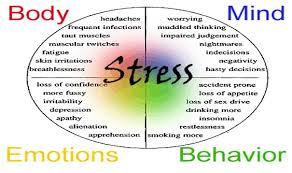 Body
Mind
headaches
frequent infections
taut muscles
muscular twitches
fatigue
skin irritations
breathlessness
worrying
muddled thinking
impaired judgement
nightmares
indecisions
negativity
hasty decisions
Stress
loss of confidence
more fussy
irritability
depression
apathy
alienation
apprehension
accident prone
loss of appetite
loss of sex drive
drinking more
insomnia
restlessness
smoking more
Emotions
Behavior